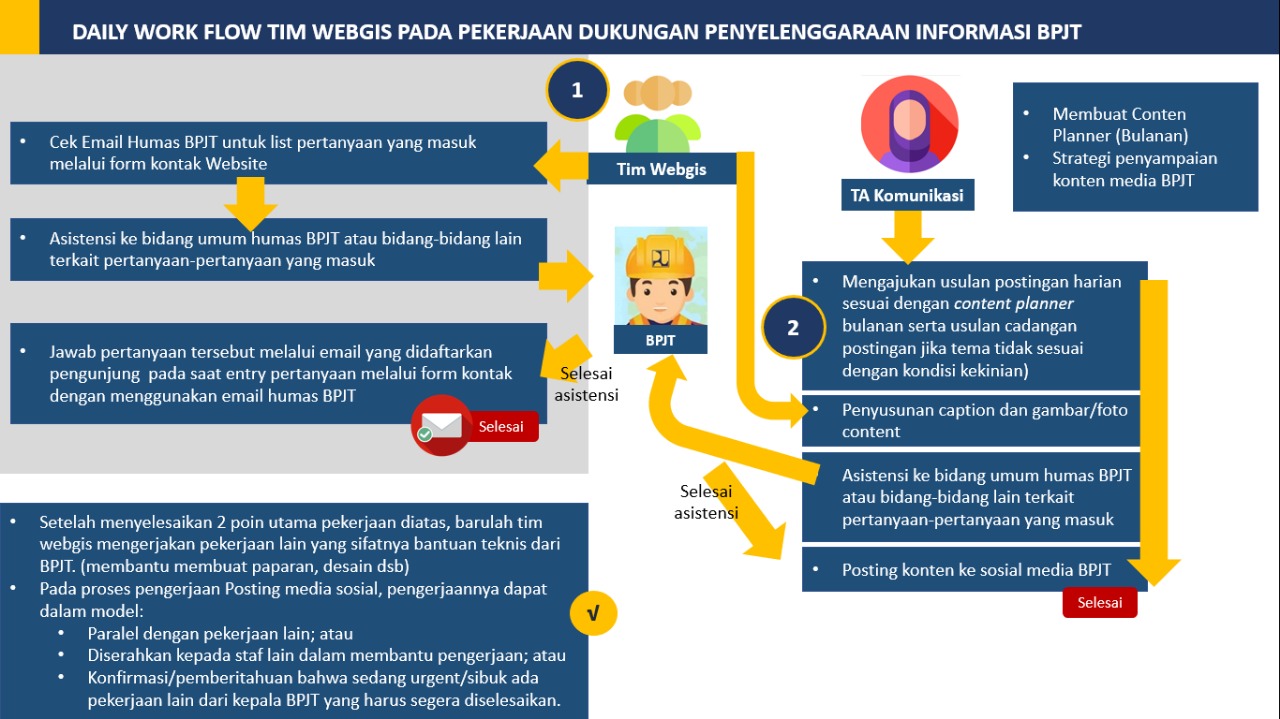 DAILY WORK FLOW TIM WEBGIS PADA PEKERJAAN DUKUNGAN PENYELENGGARAAN INFORMASI BPJT
1
Tim Webgis
• Cek Email Humas BPJT untuk list pertanyaan yang masuk
melalui form kontak Website
• Asistensi ke bidang umum humas BPJT atau bidang-bidang lain
terkait pertanyaan-pertanyaan yang masuk
BPJT
• Jawab pertanyaan tersebut melalui email yang didaftarkan
pengunjung pada saat entry pertanyaan melalui form kontak
dengan menggunakan email humas BPJT
Selesai
asistensi
Selesai
TA Komunikasi
• Membuat Conten
Planner (Bulanan)
• Strategi penyampaian
konten media BPJT
2
• Mengajukan usulan postingan harian
sesuai dengan content planner
bulanan serta usulan cadangan
postingan jika tema tidak sesuai
dengan kondisi kekinian)
• Penyusunan caption dan gambar/foto
content
• Asistensi ke bidang umum humas BPJT
atau bidang-bidang lain terkait
pertanyaan-pertanyaan yang masuk
Selesai
asistensi
• Posting konten ke sosial media BPJT
Selesai
• Setelah menyelesaikan 2 poin utama pekerjaan diatas, barulah tim
webgis mengerjakan pekerjaan lain yang sifatnya bantuan teknis dari
BPJT. (membantu membuat paparan, desain dsb)
• Pada proses pengerjaan Posting media sosial, pengerjaannya dapat
dalam model:
• Paralel dengan pekerjaan lain; atau
• Diserahkan kepada staf lain dalam membantu pengerjaan; atau
• Konfirmasi/pemberitahuan bahwa sedang urgent/sibuk ada
pekerjaan lain dari kepala BPJT yang harus segera diselesaikan.
√